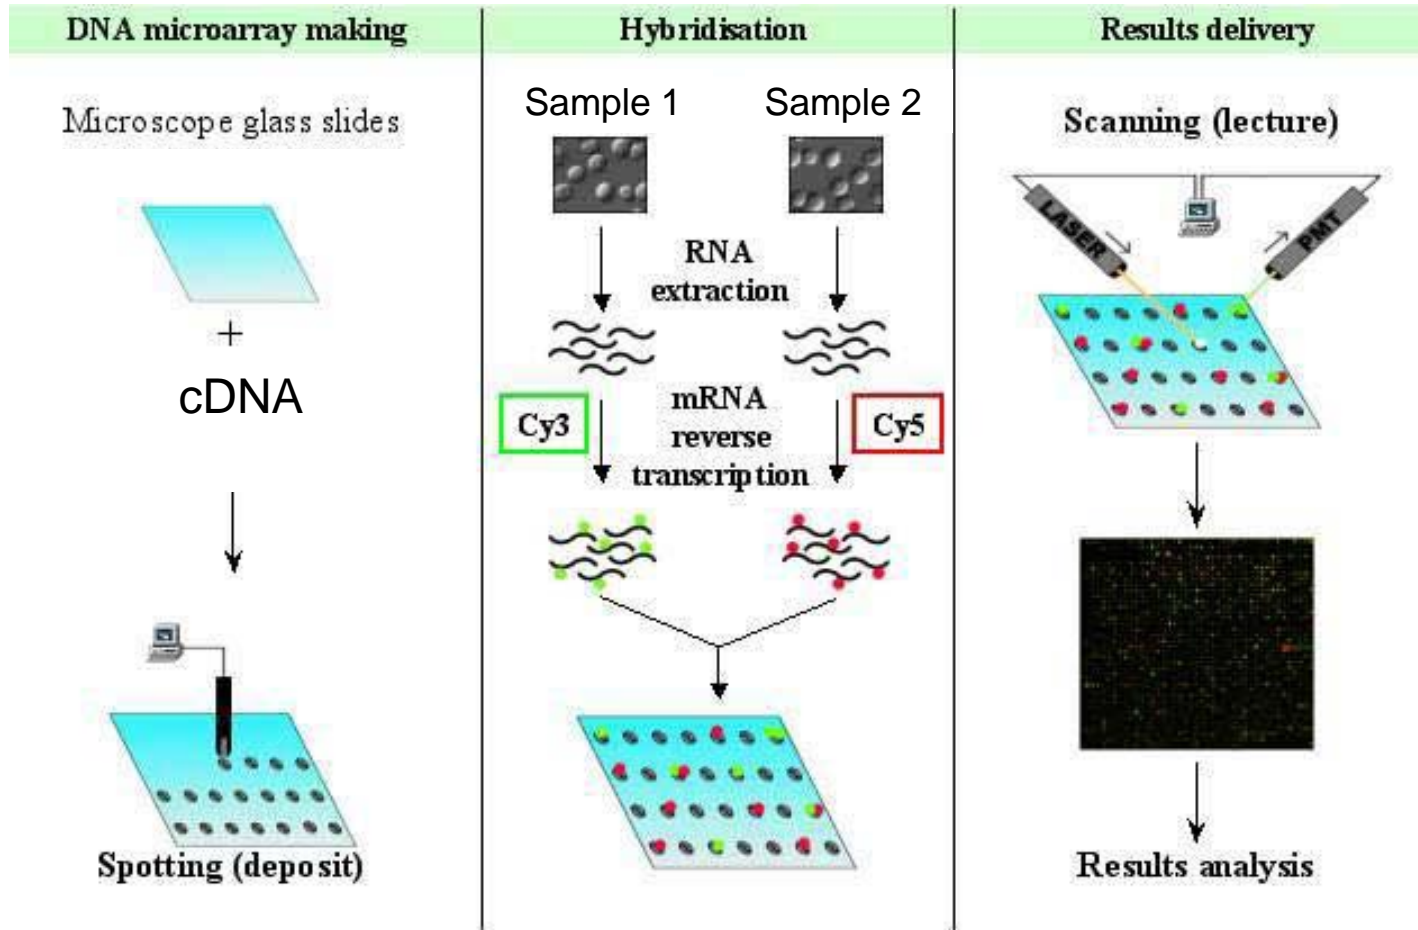 DNA microarray making
Microscope glass slides
+
cDNA
Spotting (deposit)
Hybridisation
Sample 1
Sample 2
RNA
extraction
Cy3
mRNA
reverse
transcription
Cy5
Results delivery
Scanning (lecture)
LASER
PMT
Results analysis